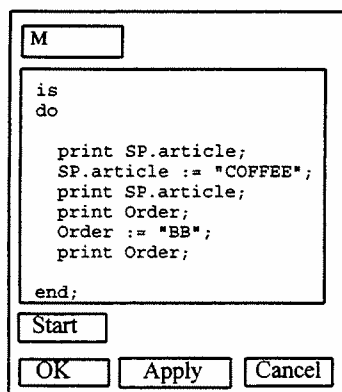 M
is
do
print SP.article;
SP.article := "COFFEE";
print SP.article;
print Order;
Order := "BB";
print Order;
end;
Start
OK Apply Cancel